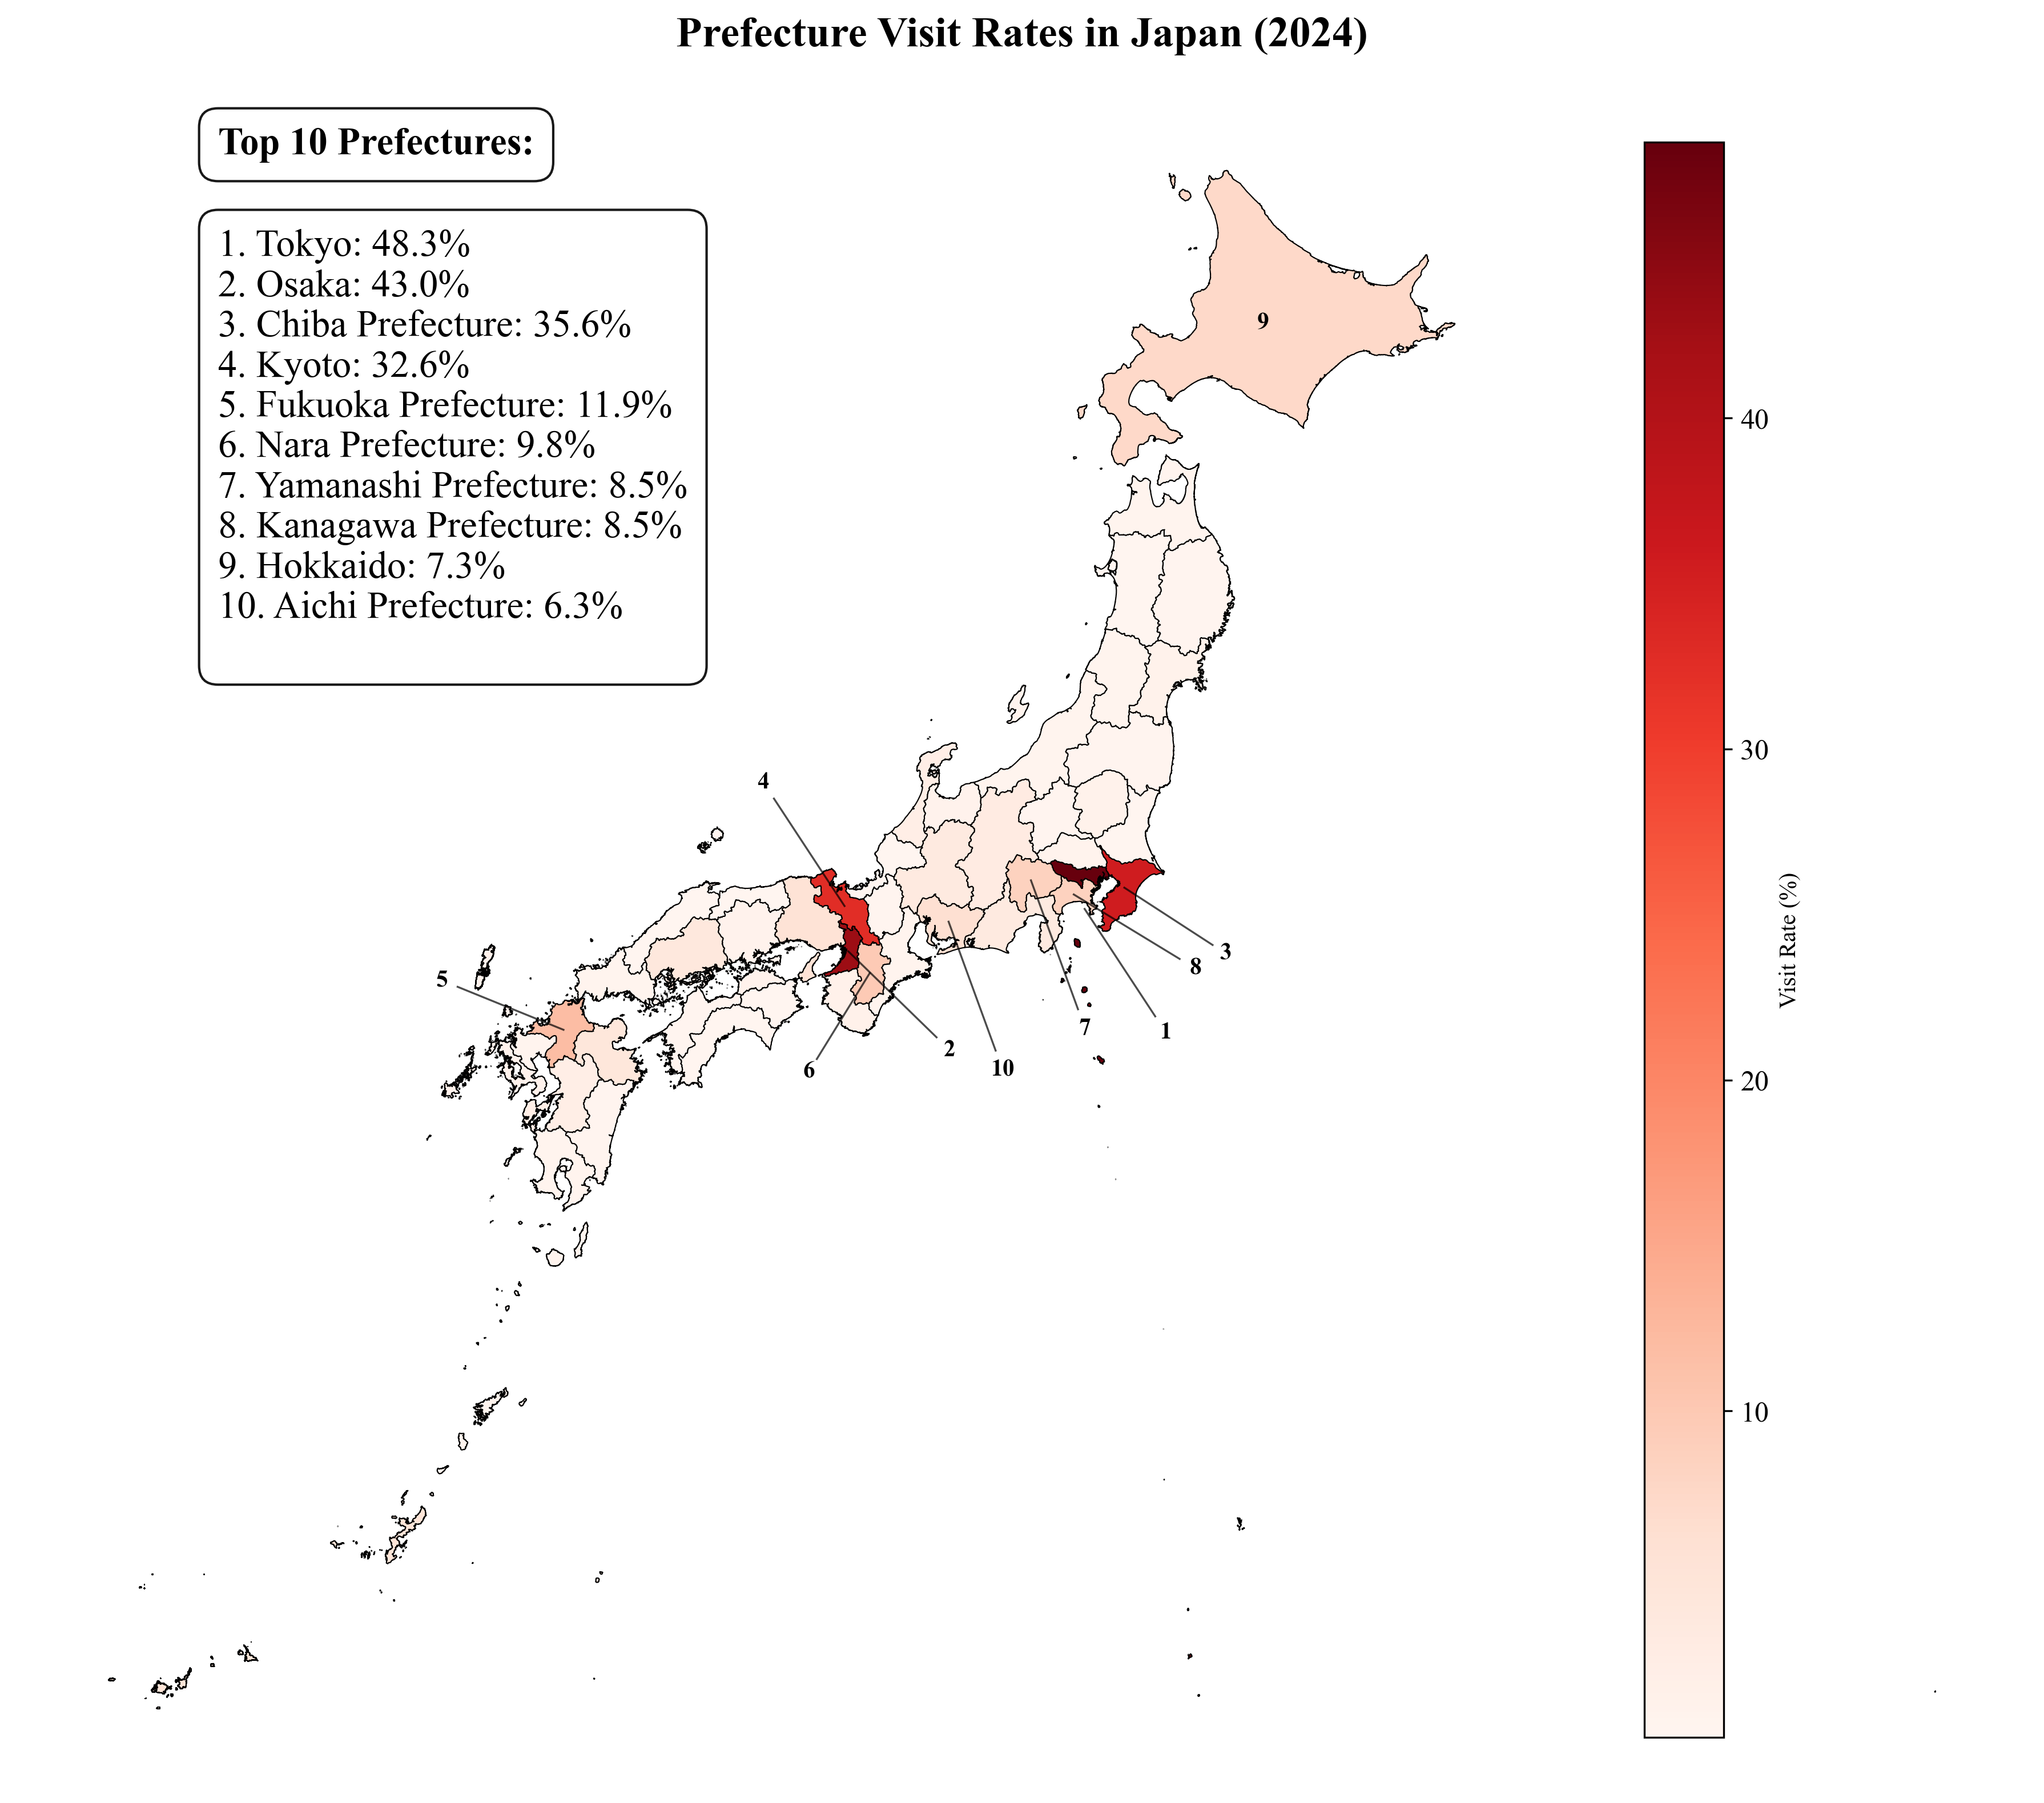 Prefecture Visit Rates in Japan (2024)
Top 10 Prefectures:
1. Tokyo: 48.3%
2. Osaka: 43.0%
3. Chiba Prefecture: 35.6%
4. Kyoto: 32.6%
5. Fukuoka Prefecture: 11.9%
6. Nara Prefecture: 9.8%
7. Yamanashi Prefecture: 8.5%
8. Kanagawa Prefecture: 8.5%
9. Hokkaido: 7.3%
10. Aichi Prefecture: 6.3%
9
4
3
8
5
7
1
2
10
6
40
30
20
10
Visit Rate (%)